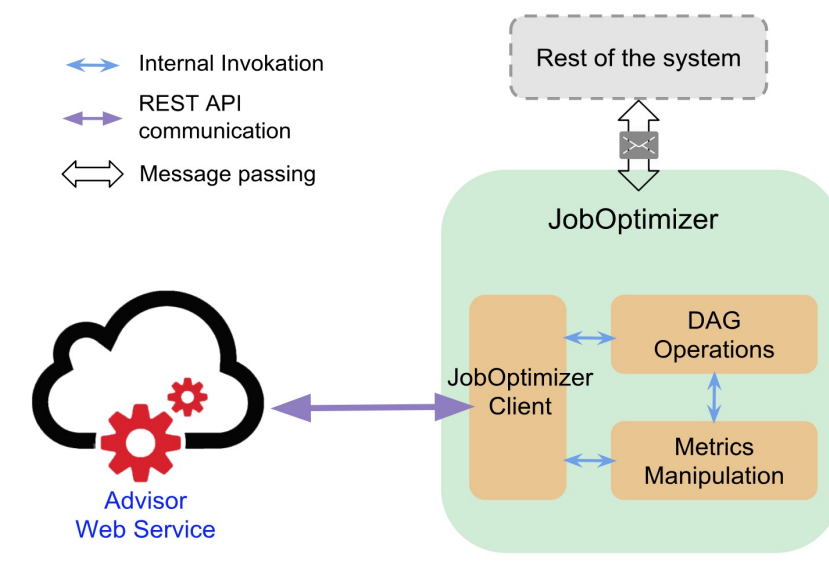 Internal Invokation
REST API
communication
Message passing
Rest of the system
JobOptimizer
JobOptimizer
Client
DAG
Operations
Metrics
Manipulation
Advisor
Web Service